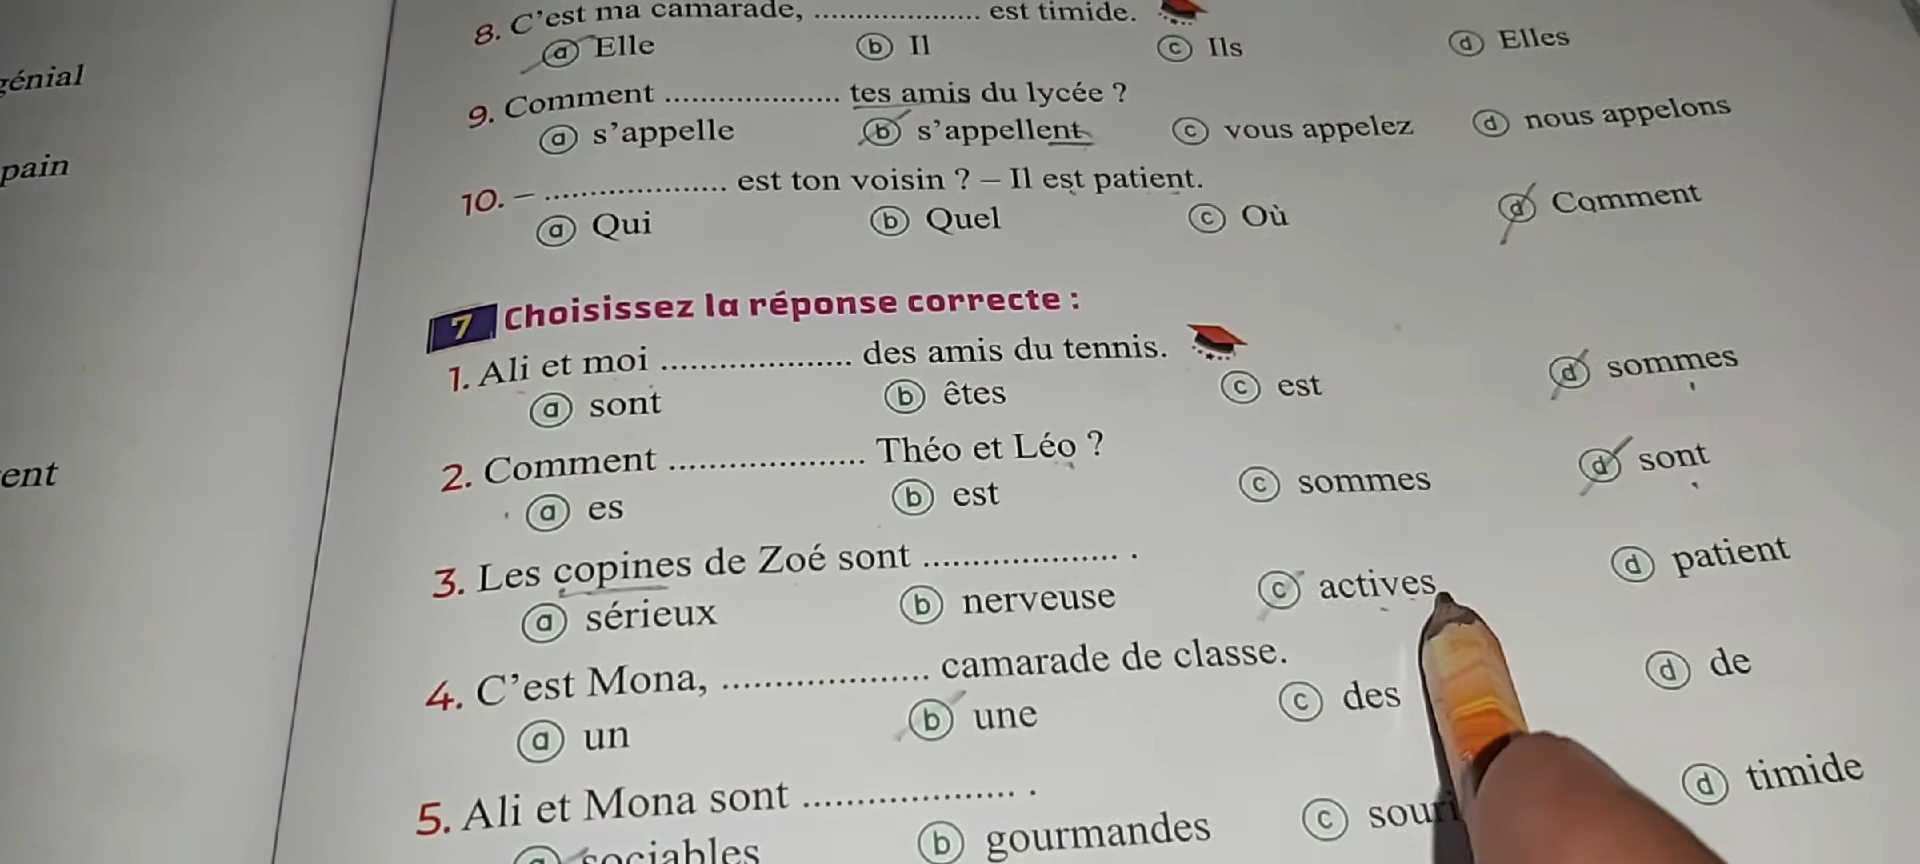 génial
pain
ent
8. C'est ma camarade, .................... est timide.
a Elle b Il c Ils d Elles
9. Comment .................... tes amis du lycée ?
a s'appelle b s'appellent c vous appelez d nous appelons
10. – .................... est ton voisin ? – Il est patient.
a Qui b Quel c Où d Comment
7 Choisissez la réponse correcte :
1. Ali et moi .................... des amis du tennis.
a sont b êtes c est d sommes
2. Comment .................... Théo et Léo ?
a es b est c sommes d sont
3. Les copines de Zoé sont .................... .
a sérieux b nerveuse c actives d patient
4. C'est Mona, .................... camarade de classe.
a un b une c des d de
5. Ali et Mona sont .................... .
a sociables b gourmandes c souri d timide